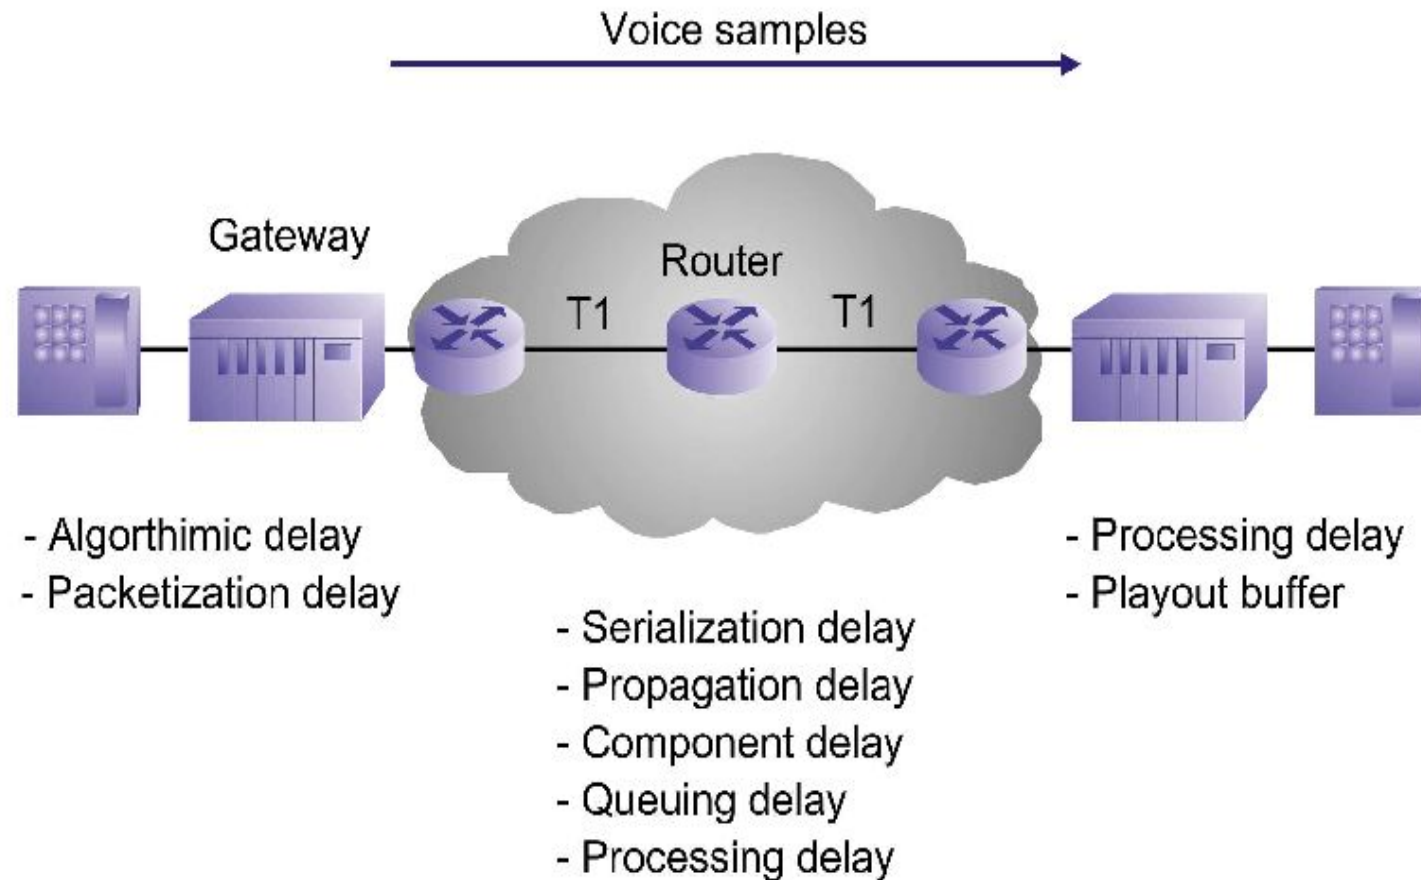 Voice samples
Gateway
Router
T1
T1
- Algorthimic delay
- Packetization delay
- Serialization delay
- Propagation delay
- Component delay
- Queuing delay
- Processing delay
- Processing delay
- Playout buffer